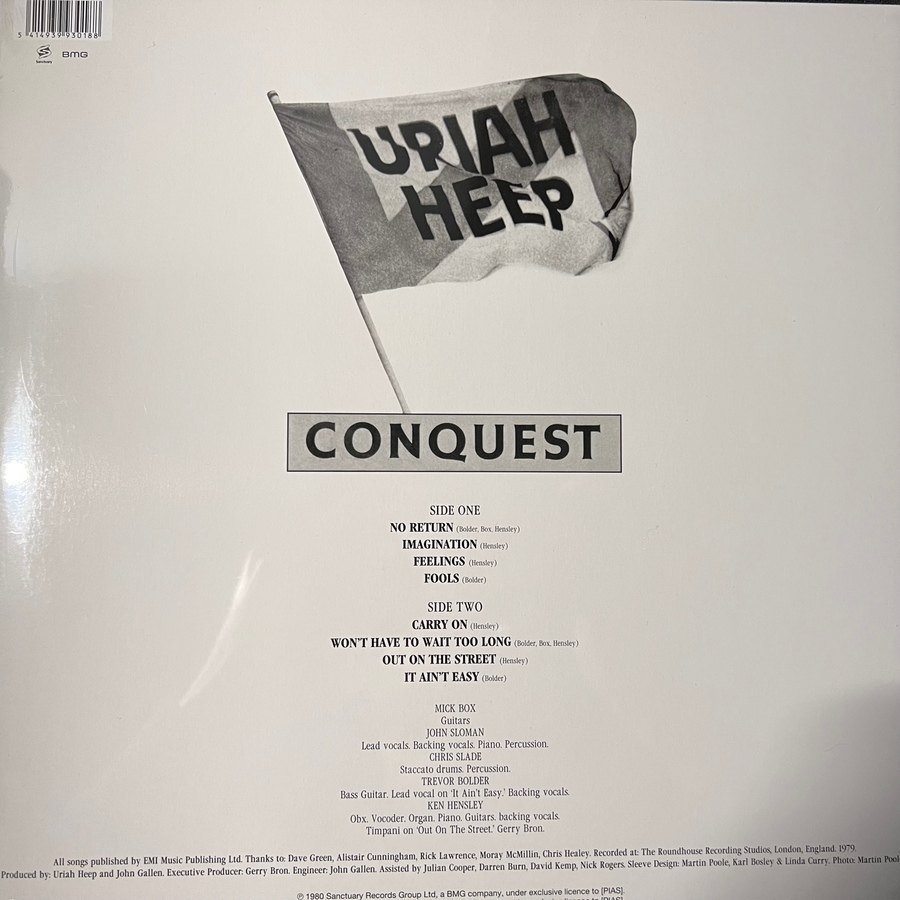 5 414939 930188
Sanctuary
BMG
URIAH
HEEP
CONQUEST
SIDE ONE
NO RETURN (Bolder, Box, Hensley)
IMAGINATION (Hensley)
FEELINGS (Hensley)
FOOLS (Bolder)
SIDE TWO
CARRY ON (Hensley)
WON'T HAVE TO WAIT TOO LONG (Bolder, Box, Hensley)
OUT ON THE STREET (Hensley)
IT AIN'T EASY (Bolder)
MICK BOX
Guitars
JOHN SLOMAN
Lead vocals. Backing vocals. Piano. Percussion.
CHRIS SLADE
Staccato drums. Percussion.
TREVOR BOLDER
Bass Guitar. Lead vocal on 'It Ain't Easy.' Backing vocals.
KEN HENSLEY
Obx. Vocoder. Organ. Piano. Guitars. backing vocals.
Timpani on 'Out On The Street.' Gerry Bron.
All songs published by EMI Music Publishing Ltd. Thanks to: Dave Green, Alistair Cunningham, Rick Lawrence, Moray McMillin, Chris Healey. Recorded at: The Roundhouse Recording Studios, London, England. 1979.
Produced by: Uriah Heep and John Gallen. Executive Producer: Gerry Bron. Engineer: John Gallen. Assisted by Julian Cooper, Darren Burn, David Kemp, Nick Rogers. Sleeve Design: Martin Poole, Karl Bosley & Linda Curry. Photo: Martin Pool
℗ 1980 Sanctuary Records Group Ltd, a BMG company, under exclusive licence to [PIAS].